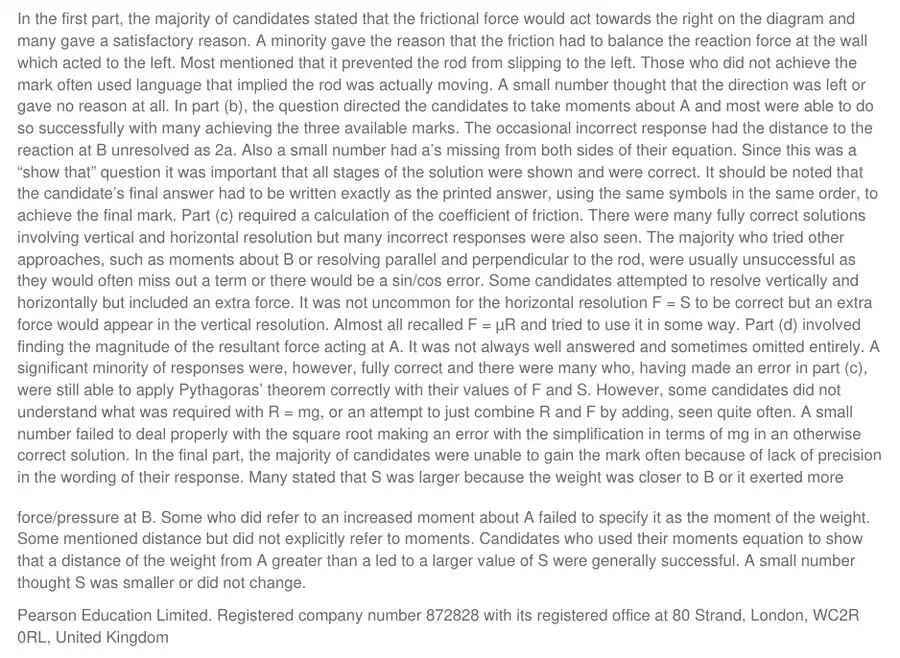 In the first part, the majority of candidates stated that the frictional force would act towards the right on the diagram and
many gave a satisfactory reason. A minority gave the reason that the friction had to balance the reaction force at the wall
which acted to the left. Most mentioned that it prevented the rod from slipping to the left. Those who did not achieve the
mark often used language that implied the rod was actually moving. A small number thought that the direction was left or
gave no reason at all. In part (b), the question directed the candidates to take moments about A and most were able to do
so successfully with many achieving the three available marks. The occasional incorrect response had the distance to the
reaction at B unresolved as 2a. Also a small number had a’s missing from both sides of their equation. Since this was a
“show that” question it was important that all stages of the solution were shown and were correct. It should be noted that
the candidate’s final answer had to be written exactly as the printed answer, using the same symbols in the same order, to
achieve the final mark. Part (c) required a calculation of the coefficient of friction. There were many fully correct solutions
involving vertical and horizontal resolution but many incorrect responses were also seen. The majority who tried other
approaches, such as moments about B or resolving parallel and perpendicular to the rod, were usually unsuccessful as
they would often miss out a term or there would be a sin/cos error. Some candidates attempted to resolve vertically and
horizontally but included an extra force. It was not uncommon for the horizontal resolution F = S to be correct but an extra
force would appear in the vertical resolution. Almost all recalled F = μR and tried to use it in some way. Part (d) involved
finding the magnitude of the resultant force acting at A. It was not always well answered and sometimes omitted entirely. A
significant minority of responses were, however, fully correct and there were many who, having made an error in part (c),
were still able to apply Pythagoras’ theorem correctly with their values of F and S. However, some candidates did not
understand what was required with R = mg, or an attempt to just combine R and F by adding, seen quite often. A small
number failed to deal properly with the square root making an error with the simplification in terms of mg in an otherwise
correct solution. In the final part, the majority of candidates were unable to gain the mark often because of lack of precision
in the wording of their response. Many stated that S was larger because the weight was closer to B or it exerted more
force/pressure at B. Some who did refer to an increased moment about A failed to specify it as the moment of the weight.
Some mentioned distance but did not explicitly refer to moments. Candidates who used their moments equation to show
that a distance of the weight from A greater than a led to a larger value of S were generally successful. A small number
thought S was smaller or did not change.
Pearson Education Limited. Registered company number 872828 with its registered office at 80 Strand, London, WC2R
0RL, United Kingdom